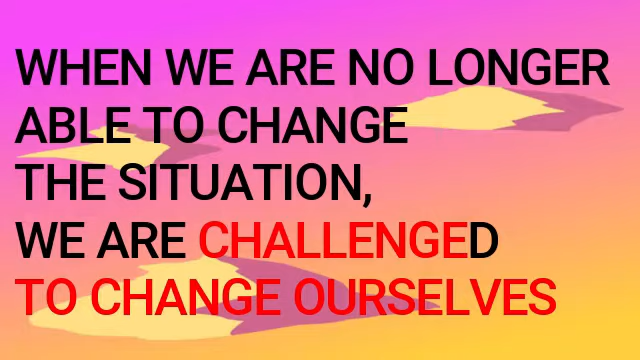 WHEN WE ARE NO LONGER
ABLE TO CHANGE
THE SITUATION,
WE ARE CHALLENGED
TO CHANGE OURSELVES